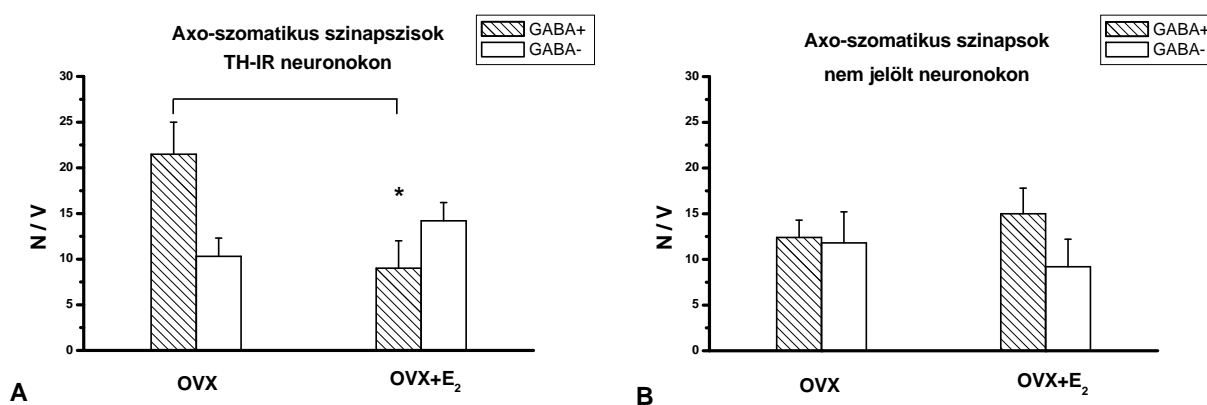 Axo-szomatikus szinapszisok
TH-IR neuronokon
GABA+
GABA-
N / V
30
25
20
15
10
5
0
*
OVX
OVX+E₂
A
Axo-szomatikus szinapsok
nem jelölt neuronokon
GABA+
GABA-
N / V
30
25
20
15
10
5
0
OVX
OVX+E₂
B